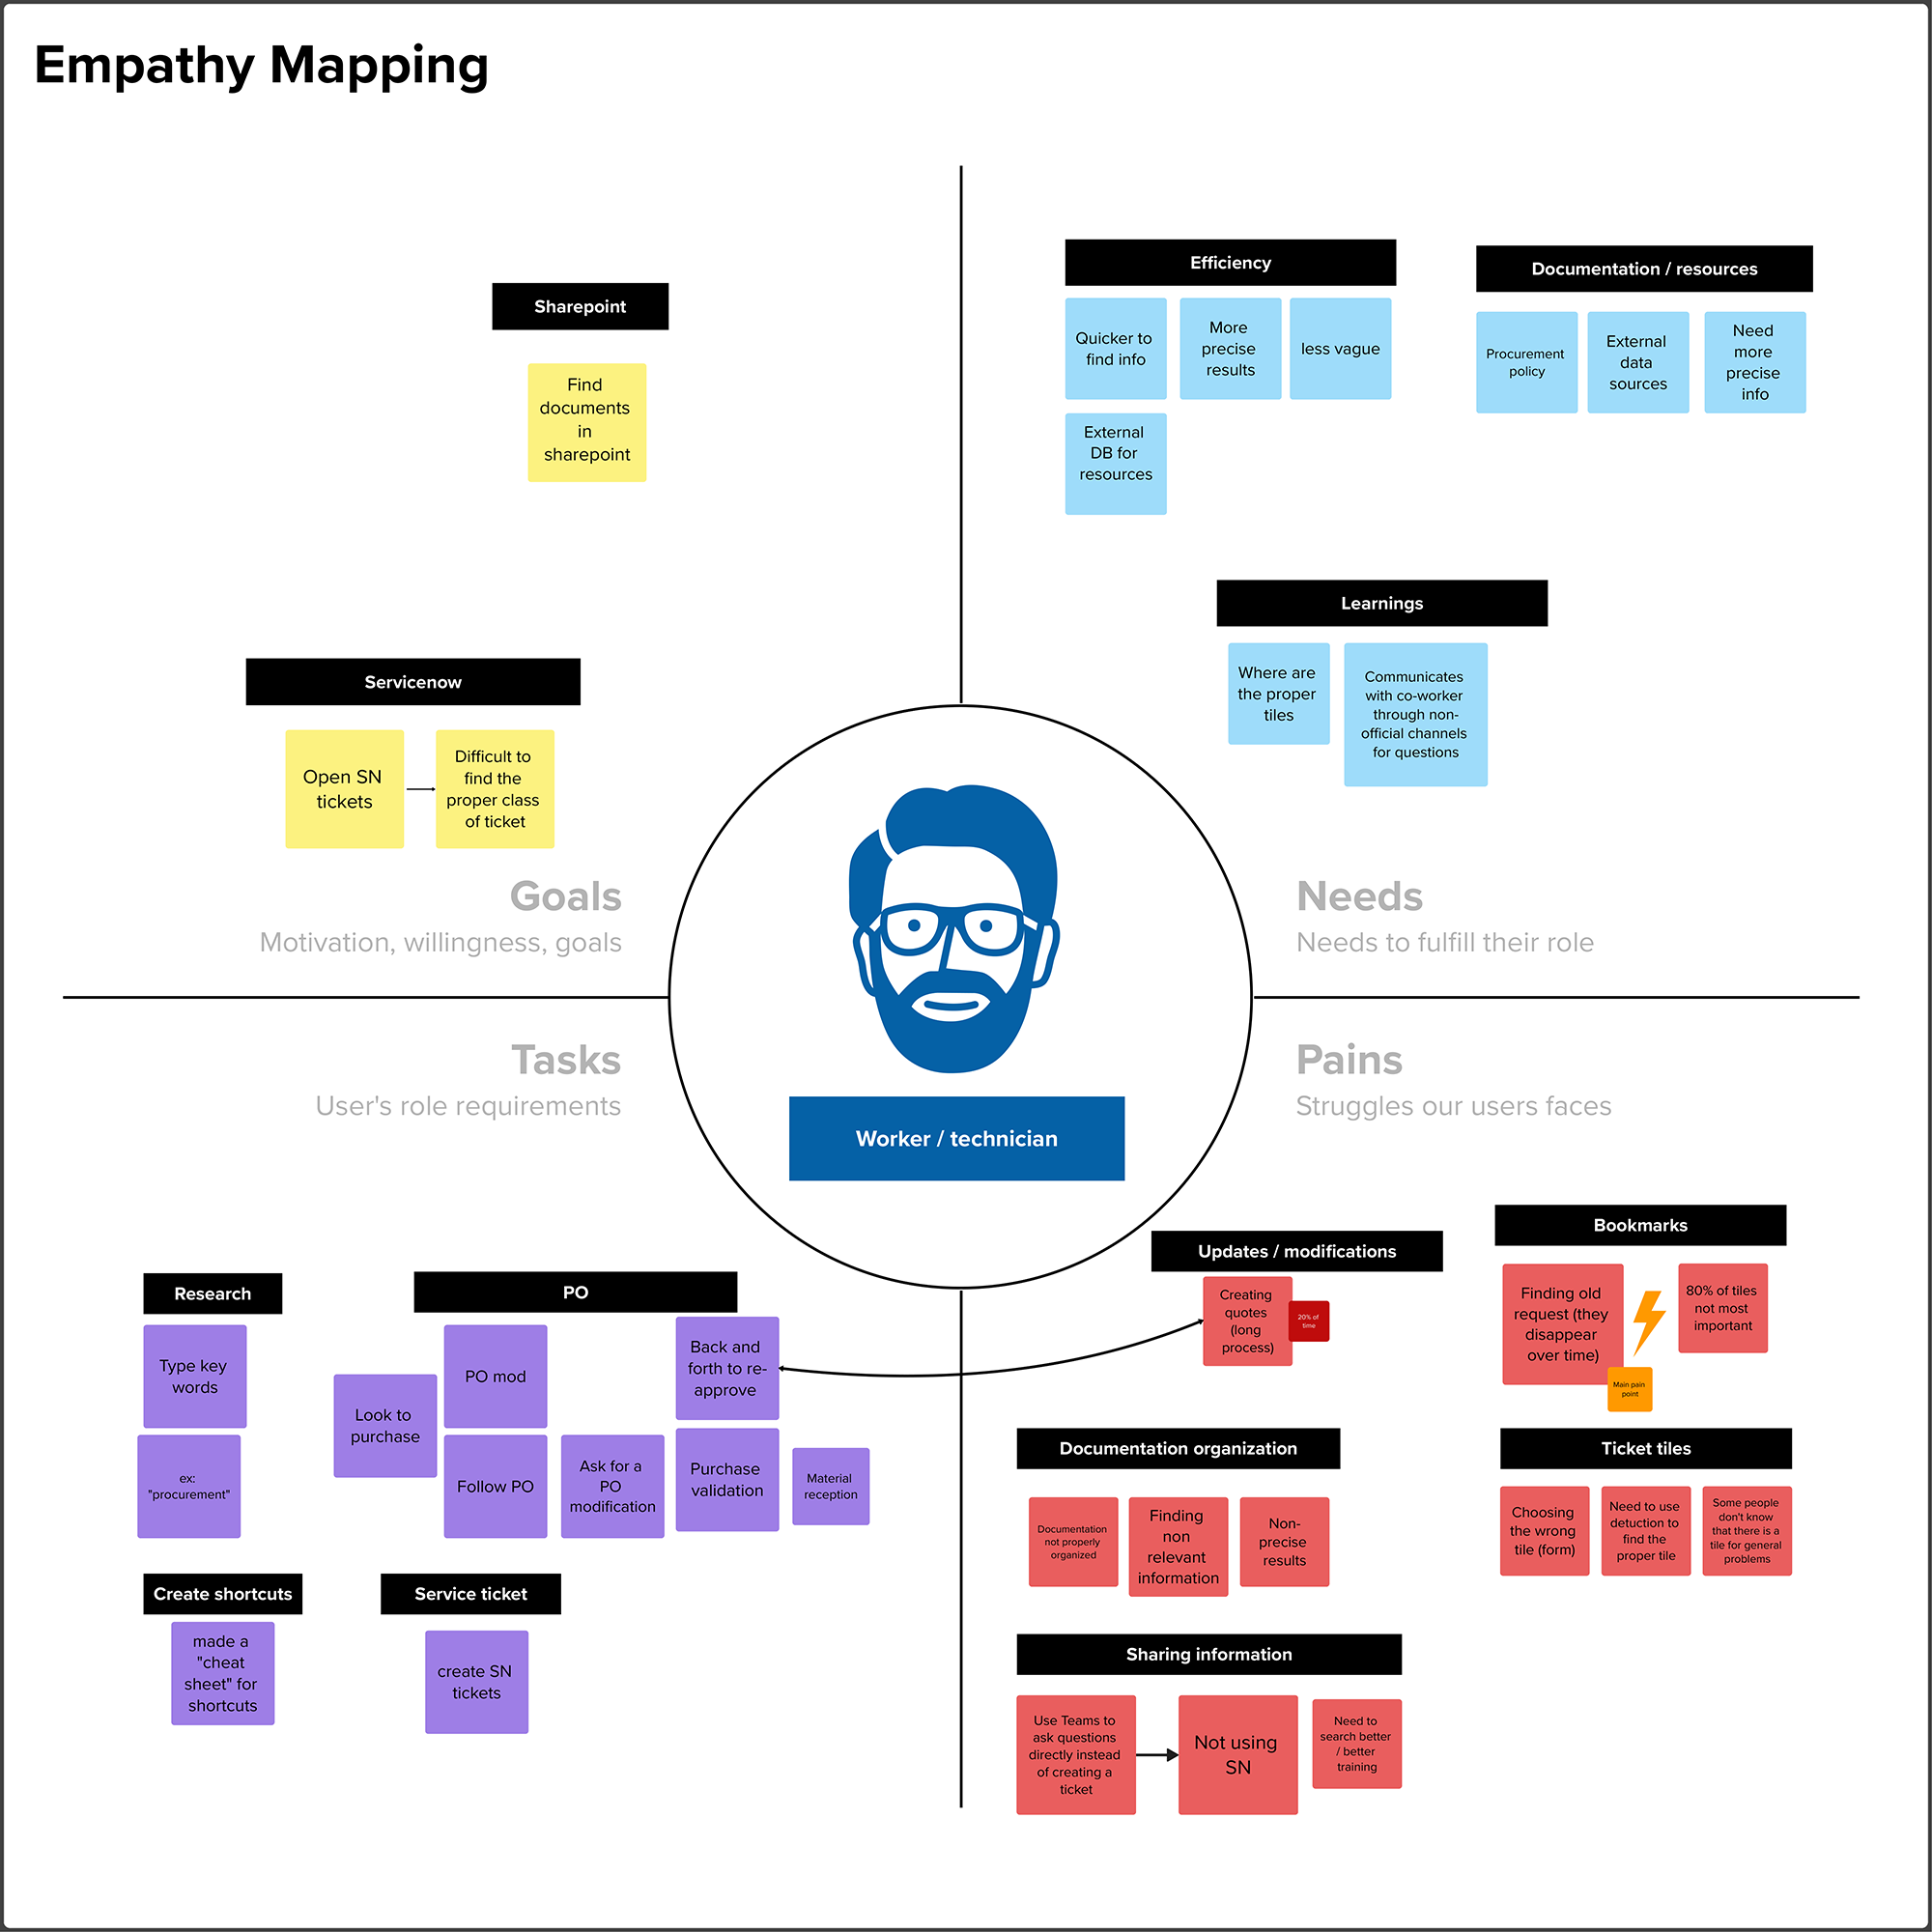 Empathy Mapping
Sharepoint
Find
documents
in
sharepoint
Servicenow
Open SN
tickets
Difficult to
find the
proper class
of ticket
Goals
Motivation, willingness, goals
Efficiency
Quicker to
find info
More
precise
results
less vague
External
DB for
resources
Documentation / resources
Procurement
policy
External
data
sources
Need
more
precise
info
Learnings
Where are
the proper
tiles
Communicates
with co-worker
through non-
official channels
for questions
Needs
Needs to fulfill their role
Worker / technician
Tasks
User's role requirements
Research
Type key
words
ex:
"procurement"
PO
Look to
purchase
PO mod
Follow PO
Ask for a
PO
modification
Back and
forth to re-
approve
Purchase
validation
Material
reception
Create shortcuts
made a
"cheat
sheet" for
shortcuts
Service ticket
create SN
tickets
Pains
Struggles our users faces
Updates / modifications
Creating
quotes
(long
process)
20% of
time
Bookmarks
Finding old
request (they
disappear
over time)
Main pain
point
80% of tiles
not most
important
Documentation organization
Documentation
not properly
organized
Finding
non
relevant
information
Non-
precise
results
Ticket tiles
Choosing
the wrong
tile (form)
Need to use
detuction to
find the
proper tile
Some people
don't know
that there is a
tile for general
problems
Sharing information
Use Teams to
ask questions
directly instead
of creating a
ticket
Not using
SN
Need to
search better
/ better
training